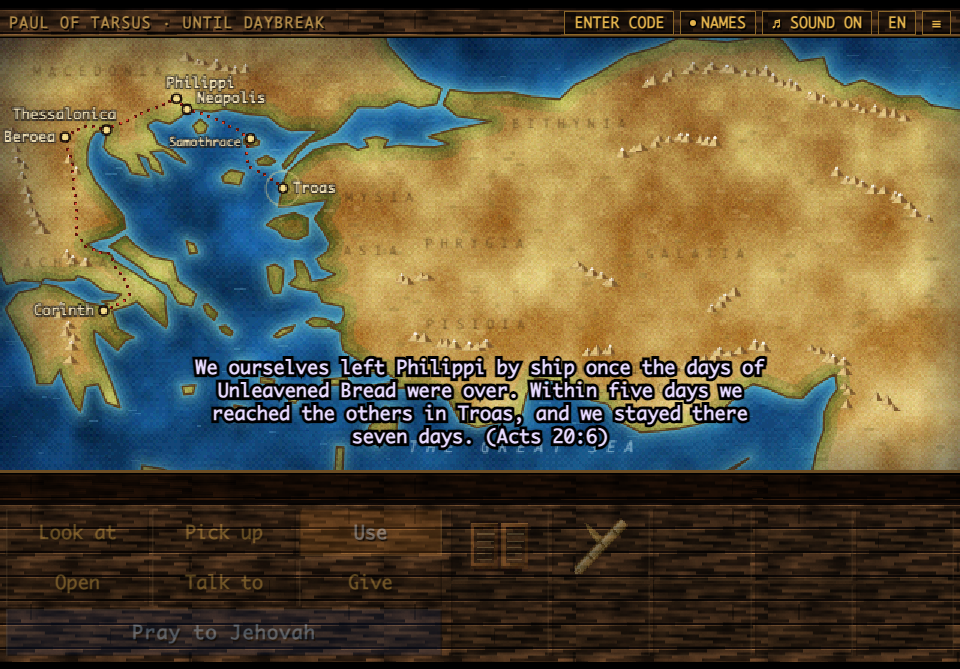 PAUL OF TARSUS · UNTIL DAYBREAK
ENTER CODE
• NAMES
♬ SOUND ON
EN
≡
MACEDONIA
Philippi
Neapolis
Thessalonica
Beroea
Samothrace
BITHYNIA
Troas
MYSIA
ASIA
PHRYGIA
GALATIA
ACHAIA
Corinth
PISIDIA
We ourselves left Philippi by ship once the days of
Unleavened Bread were over. Within five days we
reached the others in Troas, and we stayed there
seven days. (Acts 20:6)
THE GREAT SEA
Look at
Pick up
Use
Open
Talk to
Give
Pray to Jehovah